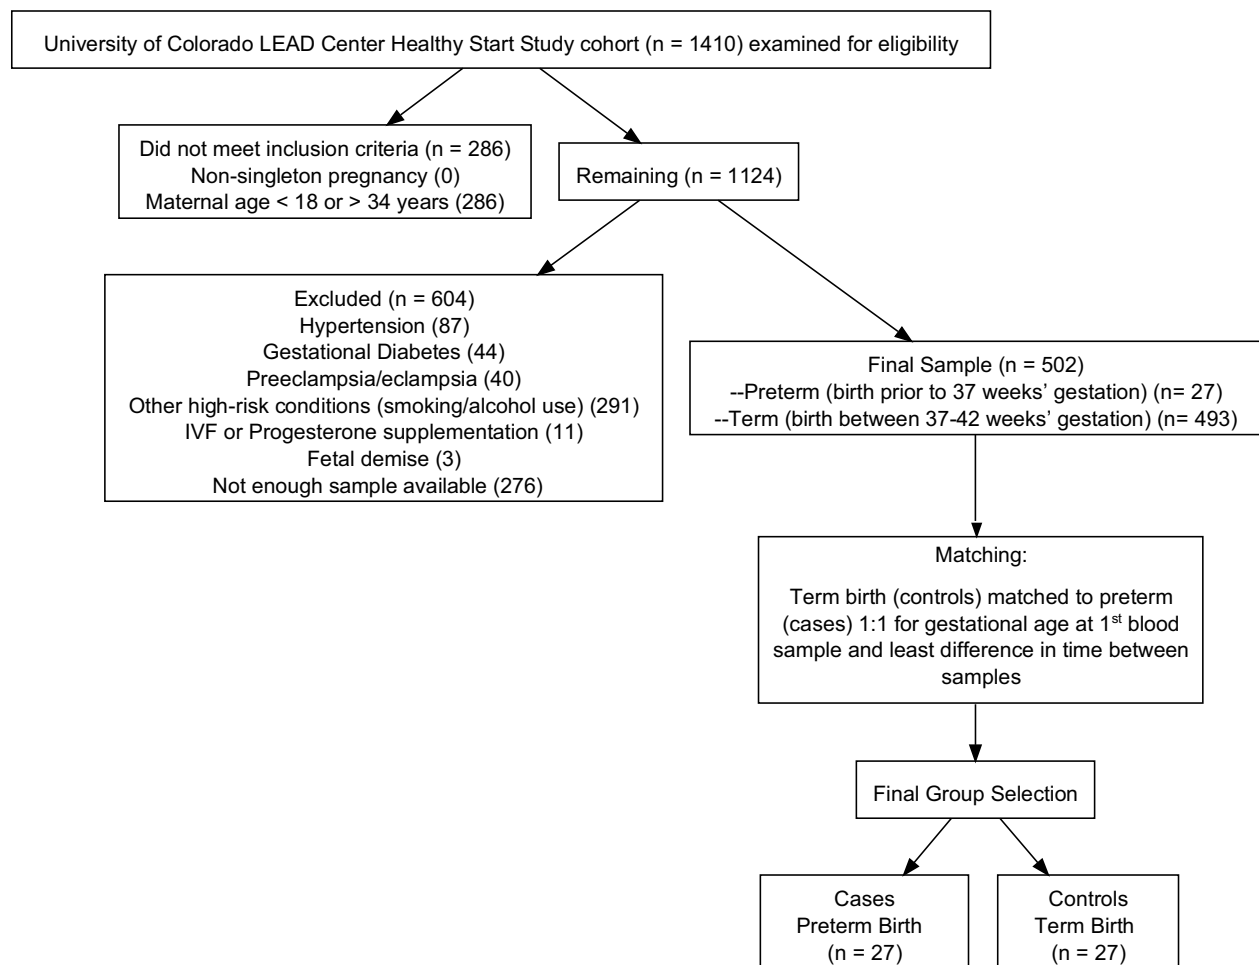 University of Colorado LEAD Center Healthy Start Study cohort (n = 1410) examined for eligibility
Did not meet inclusion criteria (n = 286)
Non-singleton pregnancy (0)
Maternal age < 18 or > 34 years (286)
Remaining (n = 1124)
Excluded (n = 604)
Hypertension (87)
Gestational Diabetes (44)
Preeclampsia/eclampsia (40)
Other high-risk conditions (smoking/alcohol use) (291)
IVF or Progesterone supplementation (11)
Fetal demise (3)
Not enough sample available (276)
Final Sample (n = 502)
--Preterm (birth prior to 37 weeks’ gestation) (n= 27)
--Term (birth between 37-42 weeks’ gestation) (n= 493)
Matching:
Term birth (controls) matched to preterm
(cases) 1:1 for gestational age at 1st blood
sample and least difference in time between
samples
Final Group Selection
Cases
Preterm Birth
(n = 27)
Controls
Term Birth
(n = 27)